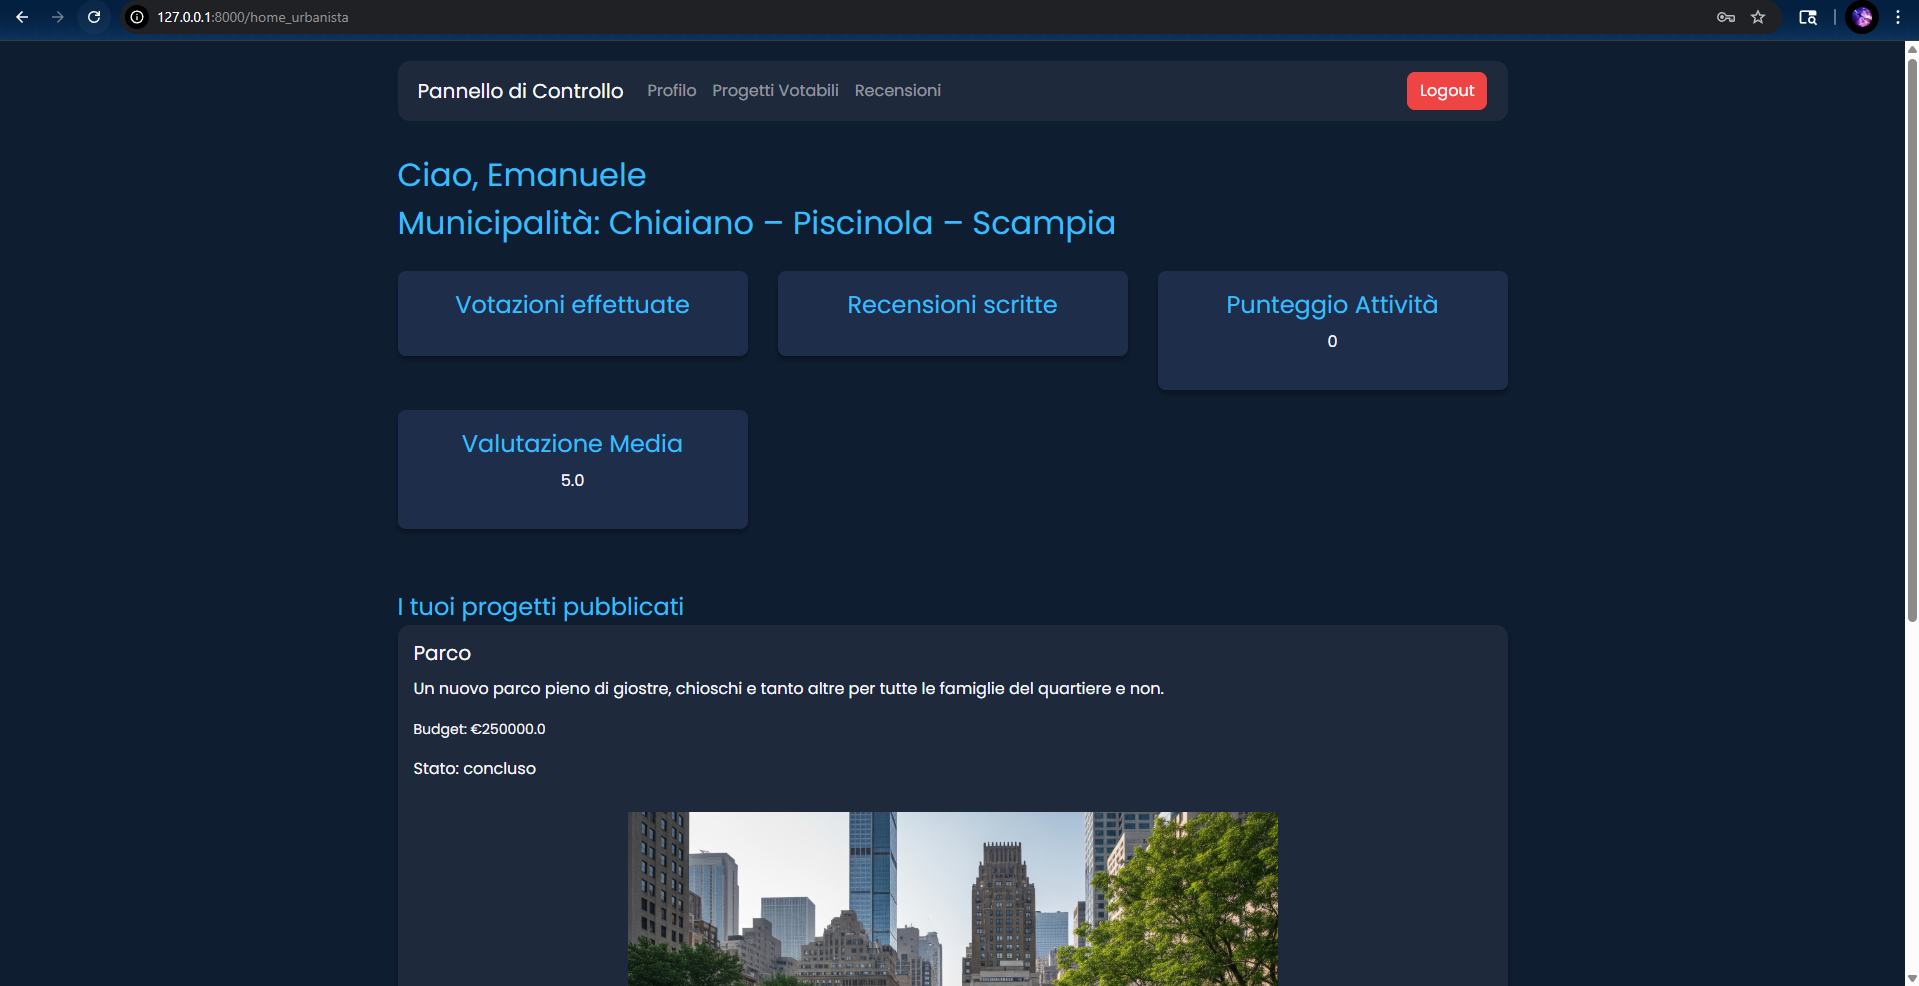 127.0.0.1:8000/home_urbanista
Pannello di Controllo Profilo Progetti Votabili Recensioni Logout
Ciao, Emanuele
Municipalità: Chiaiano – Piscinola – Scampia
Votazioni effettuate
Recensioni scritte
Punteggio Attività
0
Valutazione Media
5.0
I tuoi progetti pubblicati
Parco
Un nuovo parco pieno di giostre, chioschi e tanto altre per tutte le famiglie del quartiere e non.
Budget: €250000.0
Stato: concluso